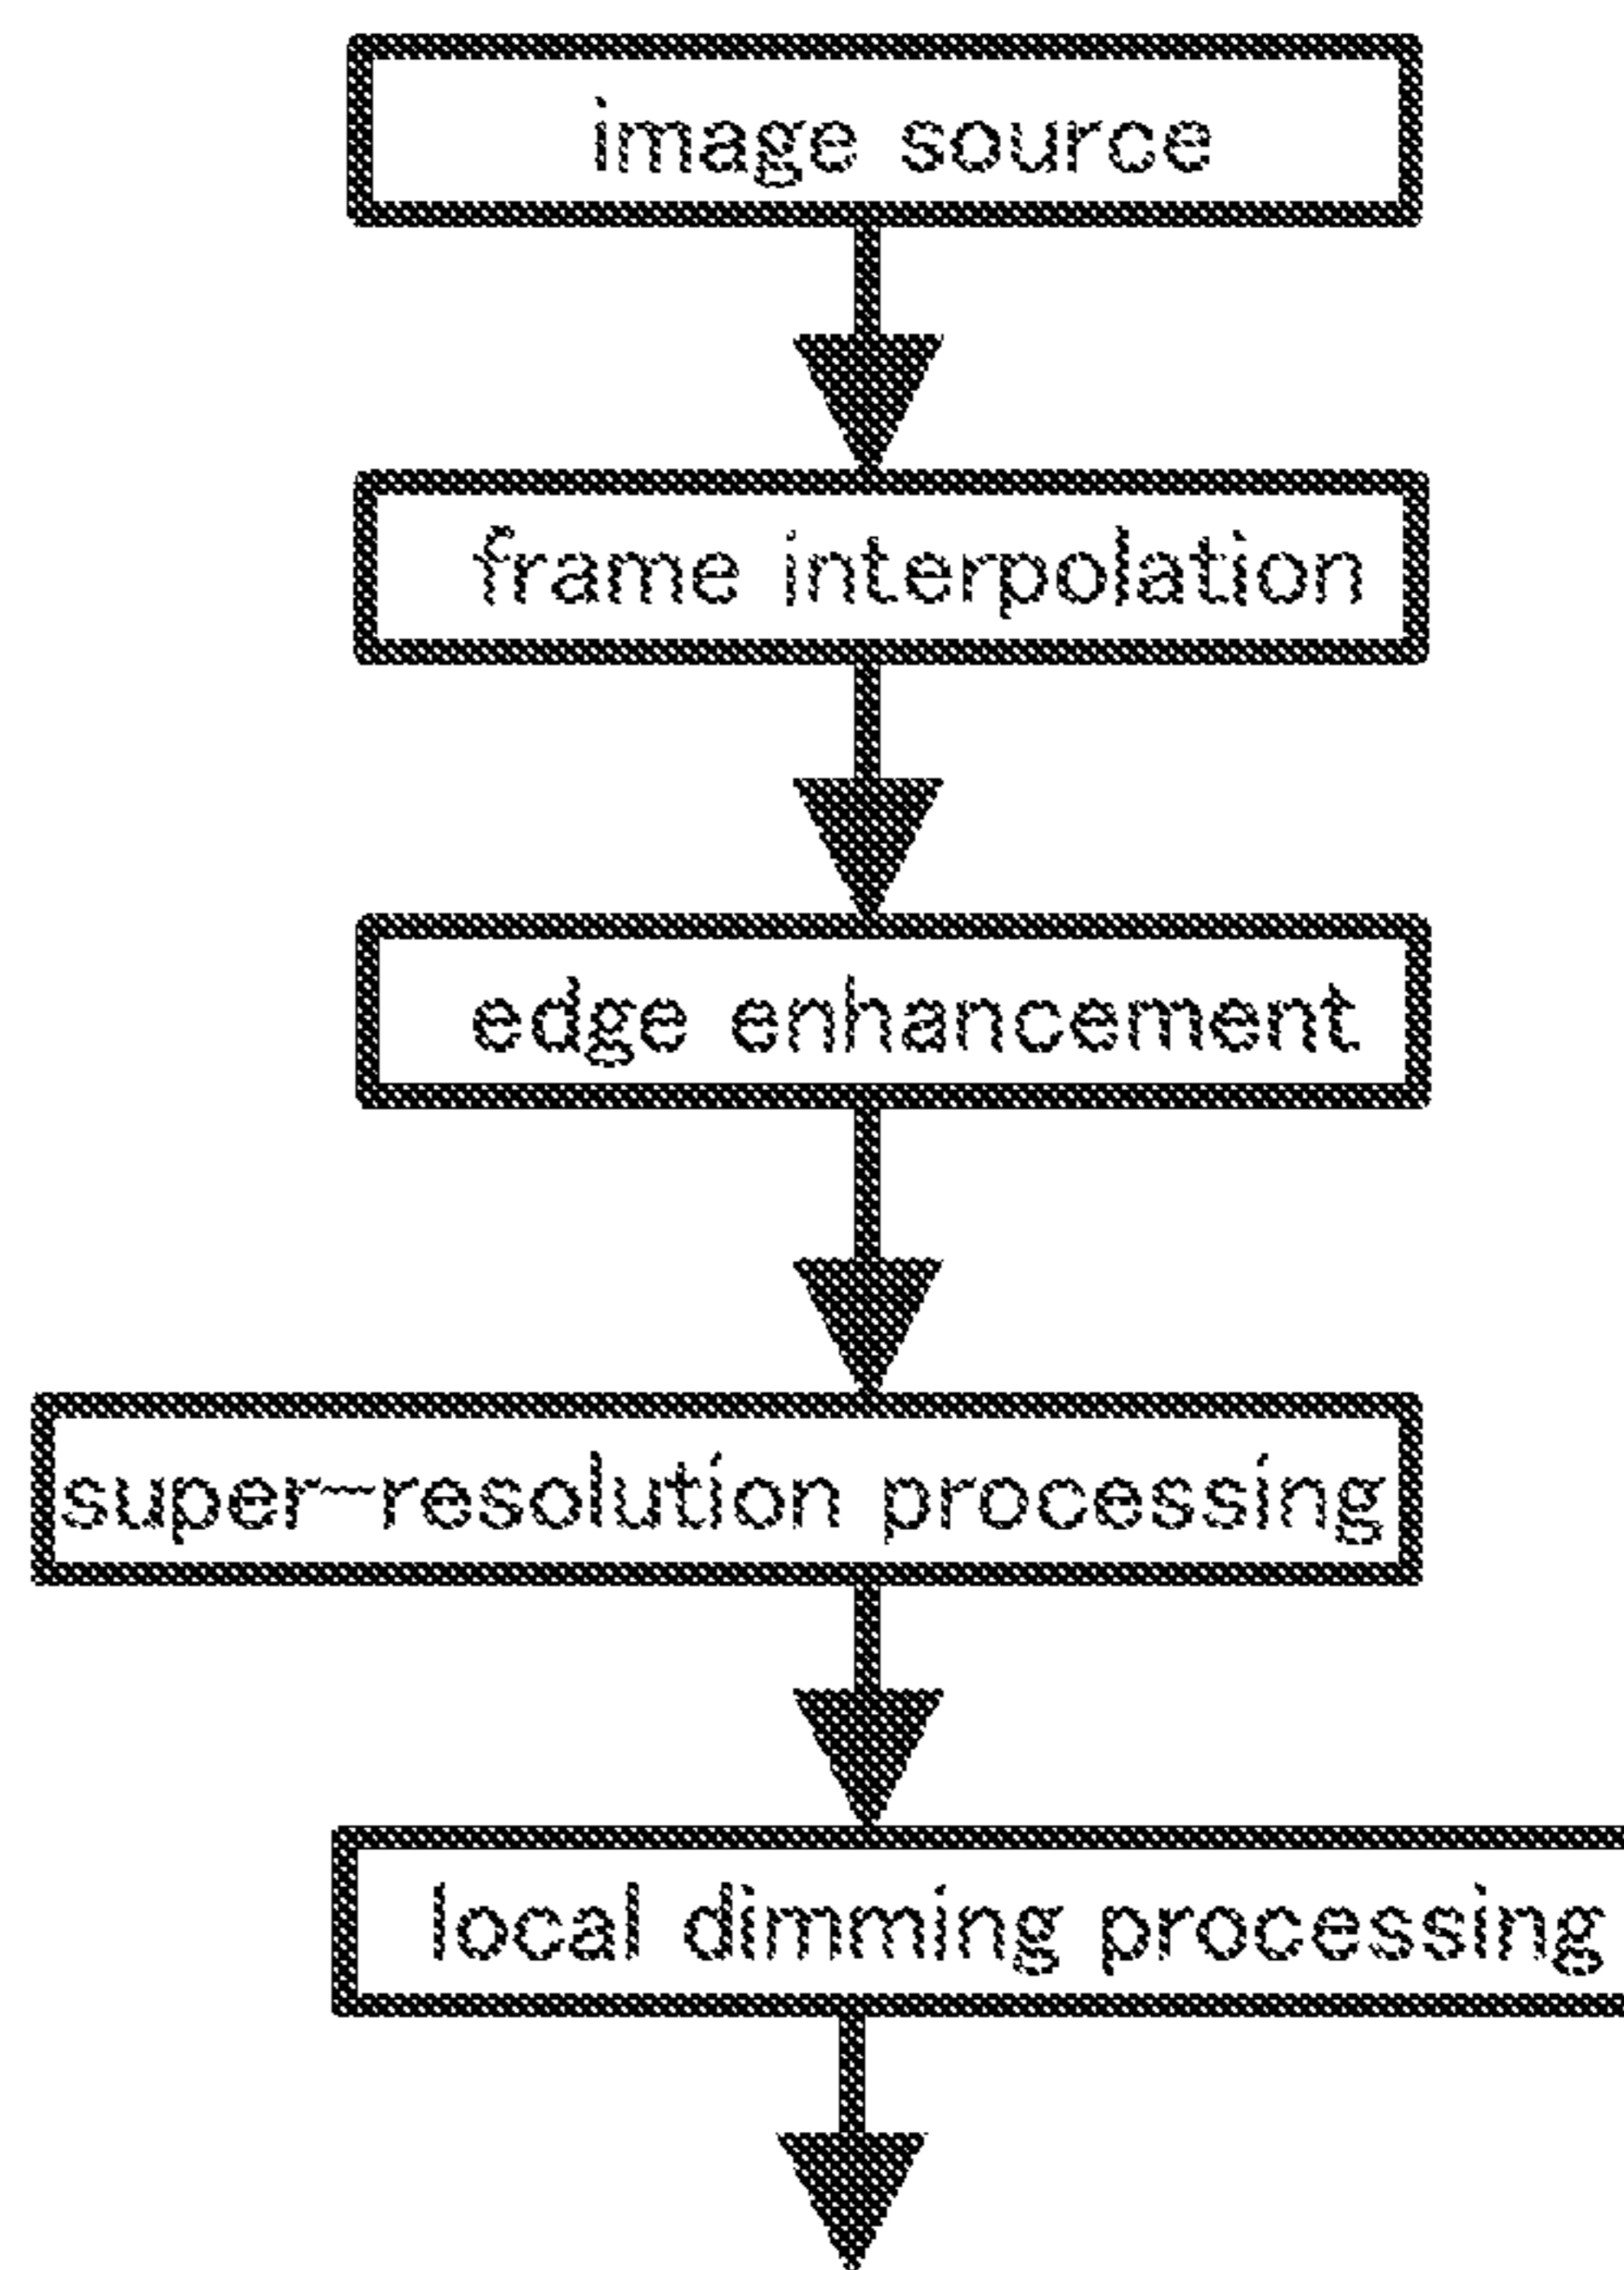 image source
frame interpolation
edge enhancement
super-resolution processing
local dimming processing